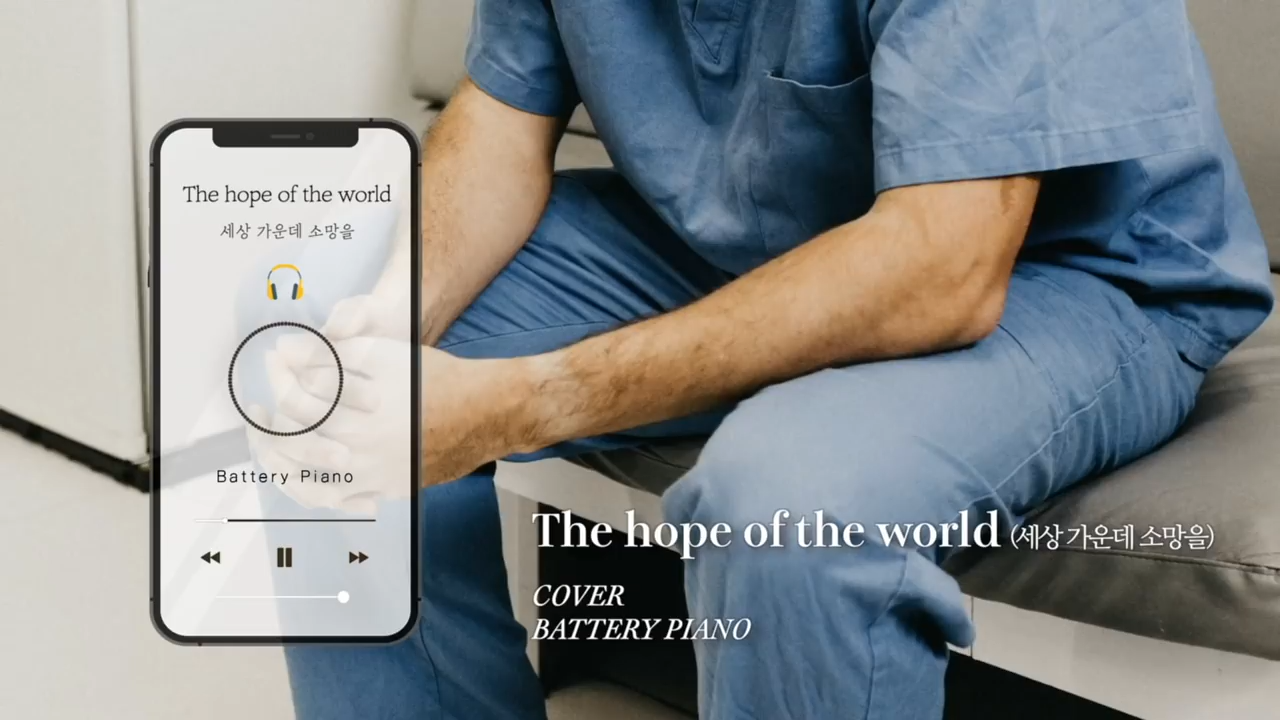 The hope of the world
세상 가운데 소망을
Battery Piano
The hope of the world (세상 가운데 소망을)
COVER
BATTERY PIANO